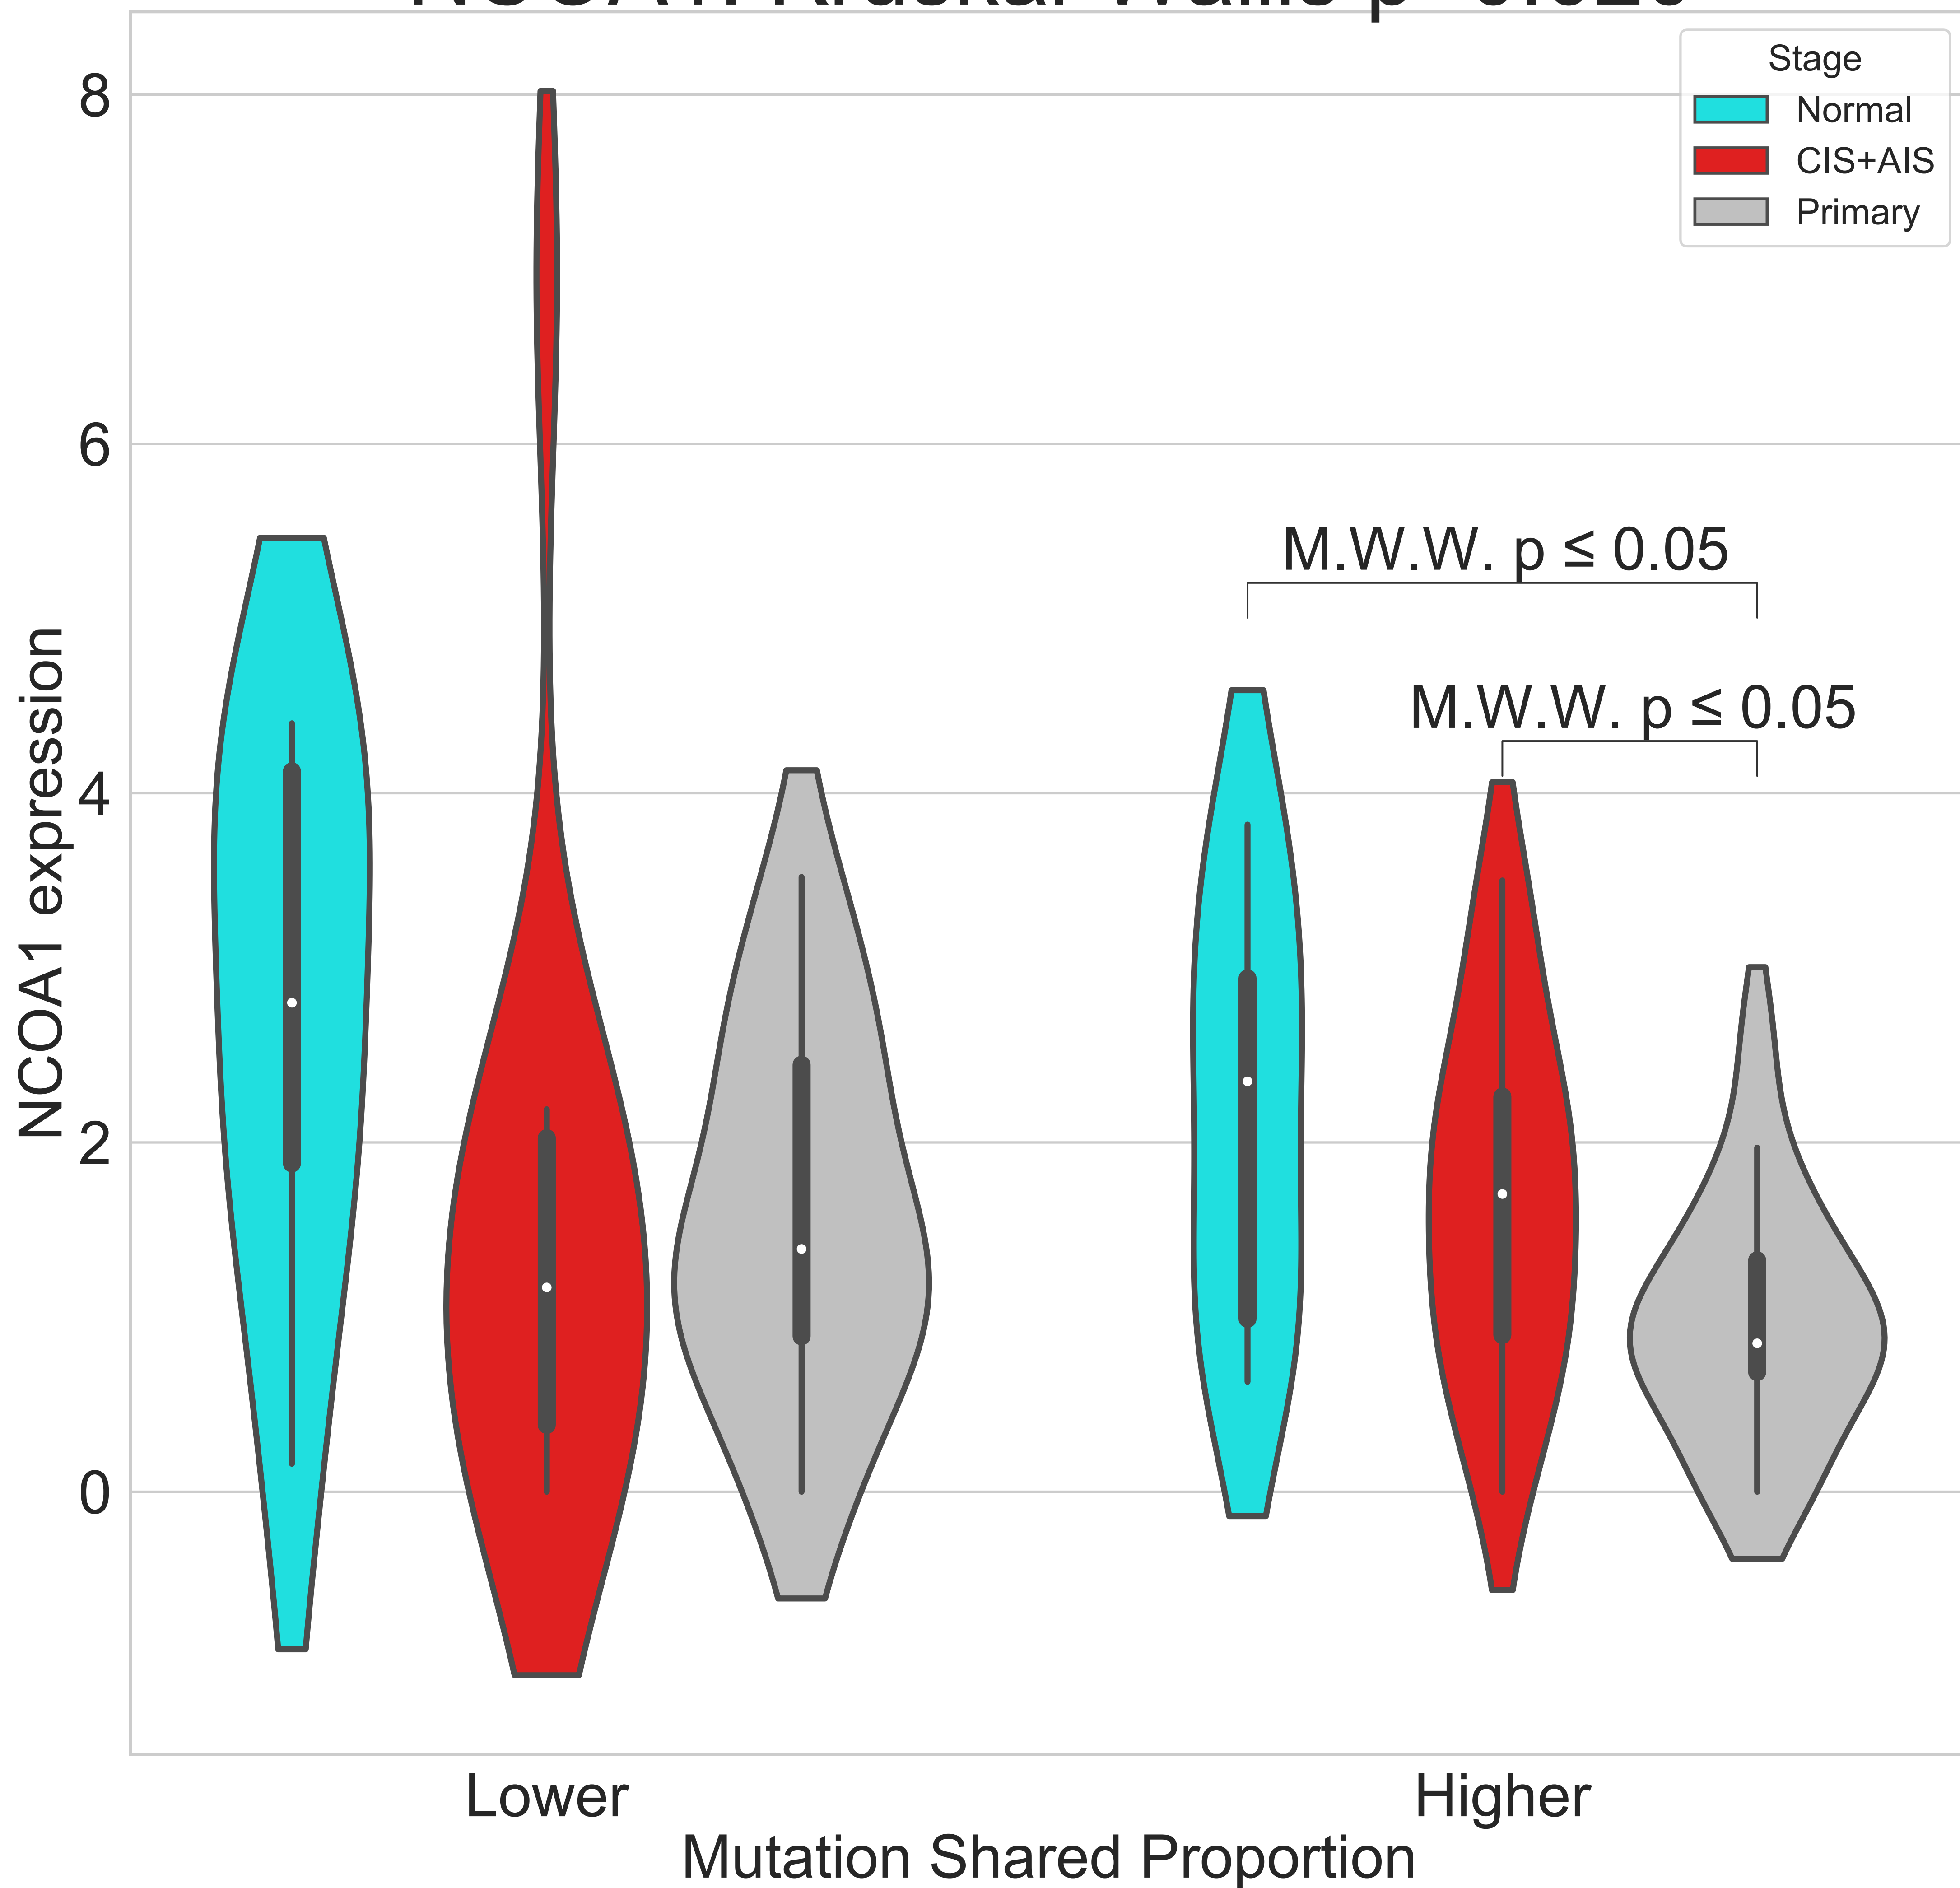 Stage
Normal
CIS+AIS
Primary
8
6
4
2
0
NCOA1 expression
M.W.W. p ≤ 0.05
M.W.W. p ≤ 0.05
Lower
Higher
Mutation Shared Proportion